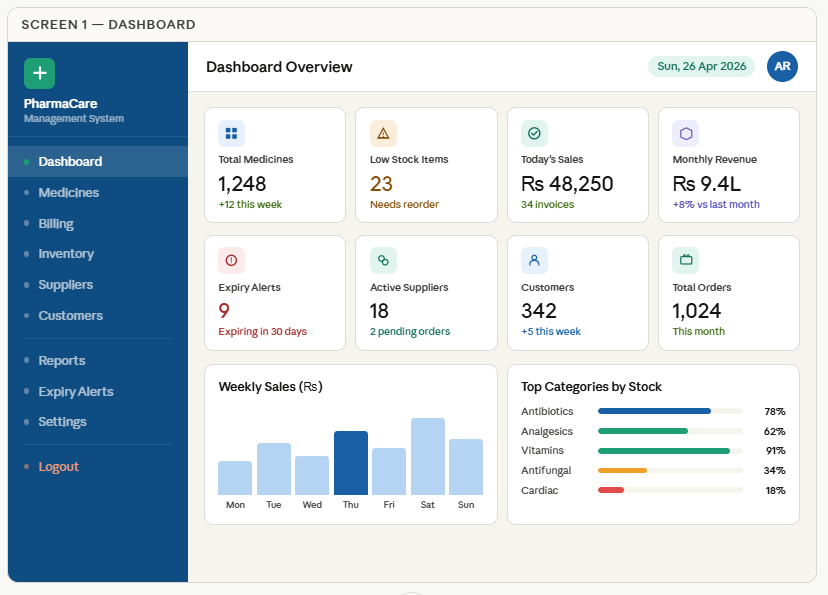 SCREEN 1 — DASHBOARD
PharmaCare
Management System
Dashboard
Medicines
Billing
Inventory
Suppliers
Customers
Reports
Expiry Alerts
Settings
Logout
Dashboard Overview
Sun, 26 Apr 2026
AR
Total Medicines
1,248
+12 this week
Low Stock Items
23
Needs reorder
Today's Sales
₨ 48,250
34 invoices
Monthly Revenue
₨ 9.4L
+8% vs last month
Expiry Alerts
9
Expiring in 30 days
Active Suppliers
18
2 pending orders
Customers
342
+5 this week
Total Orders
1,024
This month
Weekly Sales (₨)
Mon Tue Wed Thu Fri Sat Sun
Top Categories by Stock
Antibiotics 78%
Analgesics 62%
Vitamins 91%
Antifungal 34%
Cardiac 18%